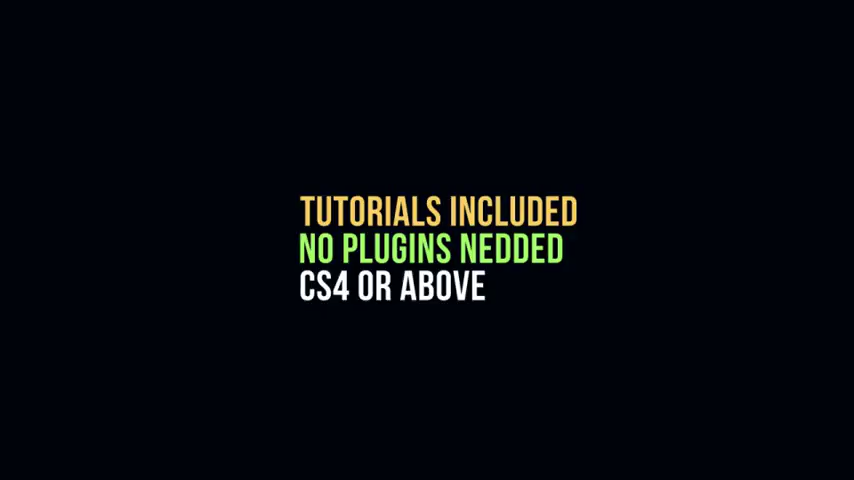 TUTORIALS INCLUDED
NO PLUGINS NEDDED
CS4 OR ABOVE